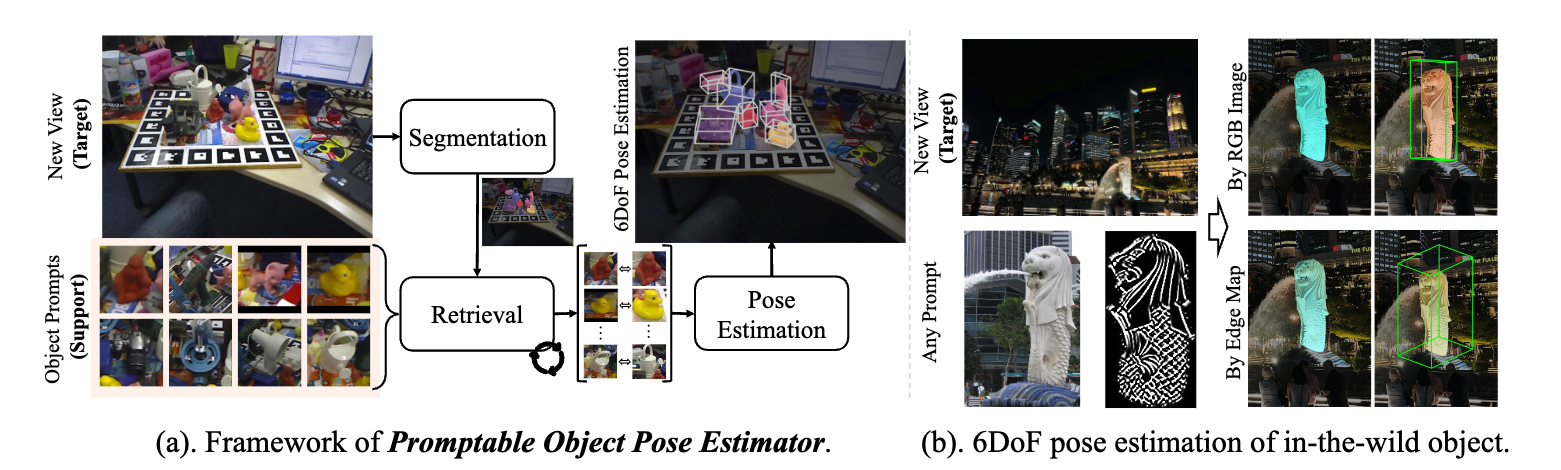 New View
(Target)
Object Prompts
(Support)
Segmentation
Retrieval
6DoF Pose Estimation
Pose
Estimation
New View
(Target)
Any Prompt
By RGB Image
By Edge Map
(a). Framework of Promptable Object Pose Estimator.
(b). 6DoF pose estimation of in-the-wild object.